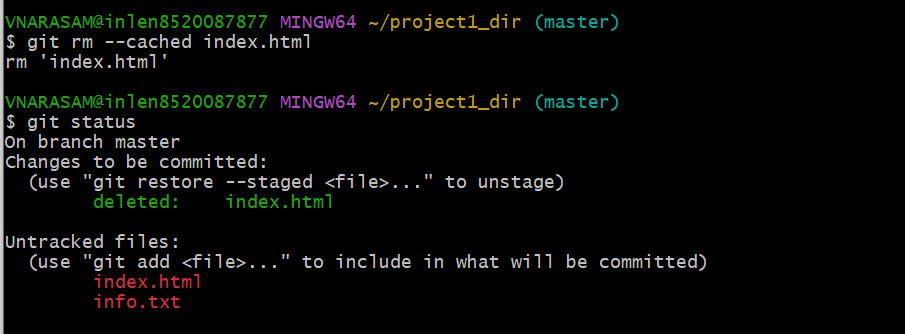 VNARASAM@inlen8520087877 MINGW64 ~/project1_dir (master)
$ git rm --cached index.html
rm 'index.html'
VNARASAM@inlen8520087877 MINGW64 ~/project1_dir (master)
$ git status
On branch master
Changes to be committed:
  (use "git restore --staged <file>..." to unstage)
        deleted:    index.html
Untracked files:
  (use "git add <file>..." to include in what will be committed)
        index.html
        info.txt